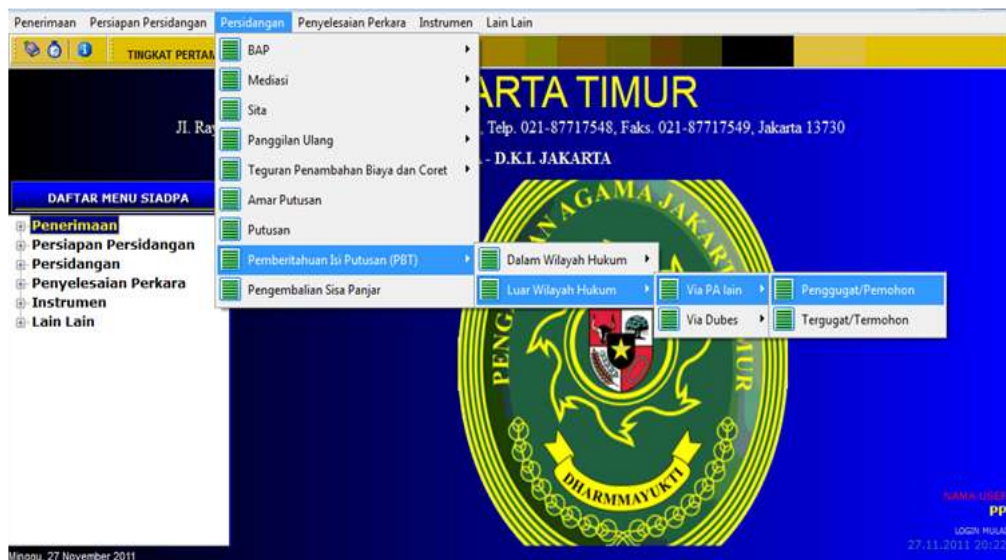 Penerimaan Persiapan Persidangan Persidangan Penyelesaian Perkara Instrumen Lain Lain
TINGKAT PERTAM
BAP
Mediasi
Sita
Panggilan Ulang
Teguran Penambahan Biaya dan Coret
Amar Putusan
Putusan
Pemberitahuan Isi Putusan (PBT)
Pengembalian Sisa Panjar
Dalam Wilayah Hukum
Luar Wilayah Hukum
Via PA lain
Via Dubes
Penggugat/Pemohon
Tergugat/Termohon
ARTA TIMUR
Jl. Ra
, Telp. 021-87717548, Faks. 021-87717549, Jakarta 13730
- D.K.I. JAKARTA
DAFTAR MENU SIADPA
Penerimaan
Persiapan Persidangan
Persidangan
Penyelesaian Perkara
Instrumen
Lain Lain
PENG
AN AGAMA JAKAR
IMUR
DHARMMAYUKTI
NAMA USER
PP
LOGIN MULAI
27.11.2011 20:22
Minggu, 27 November 2011